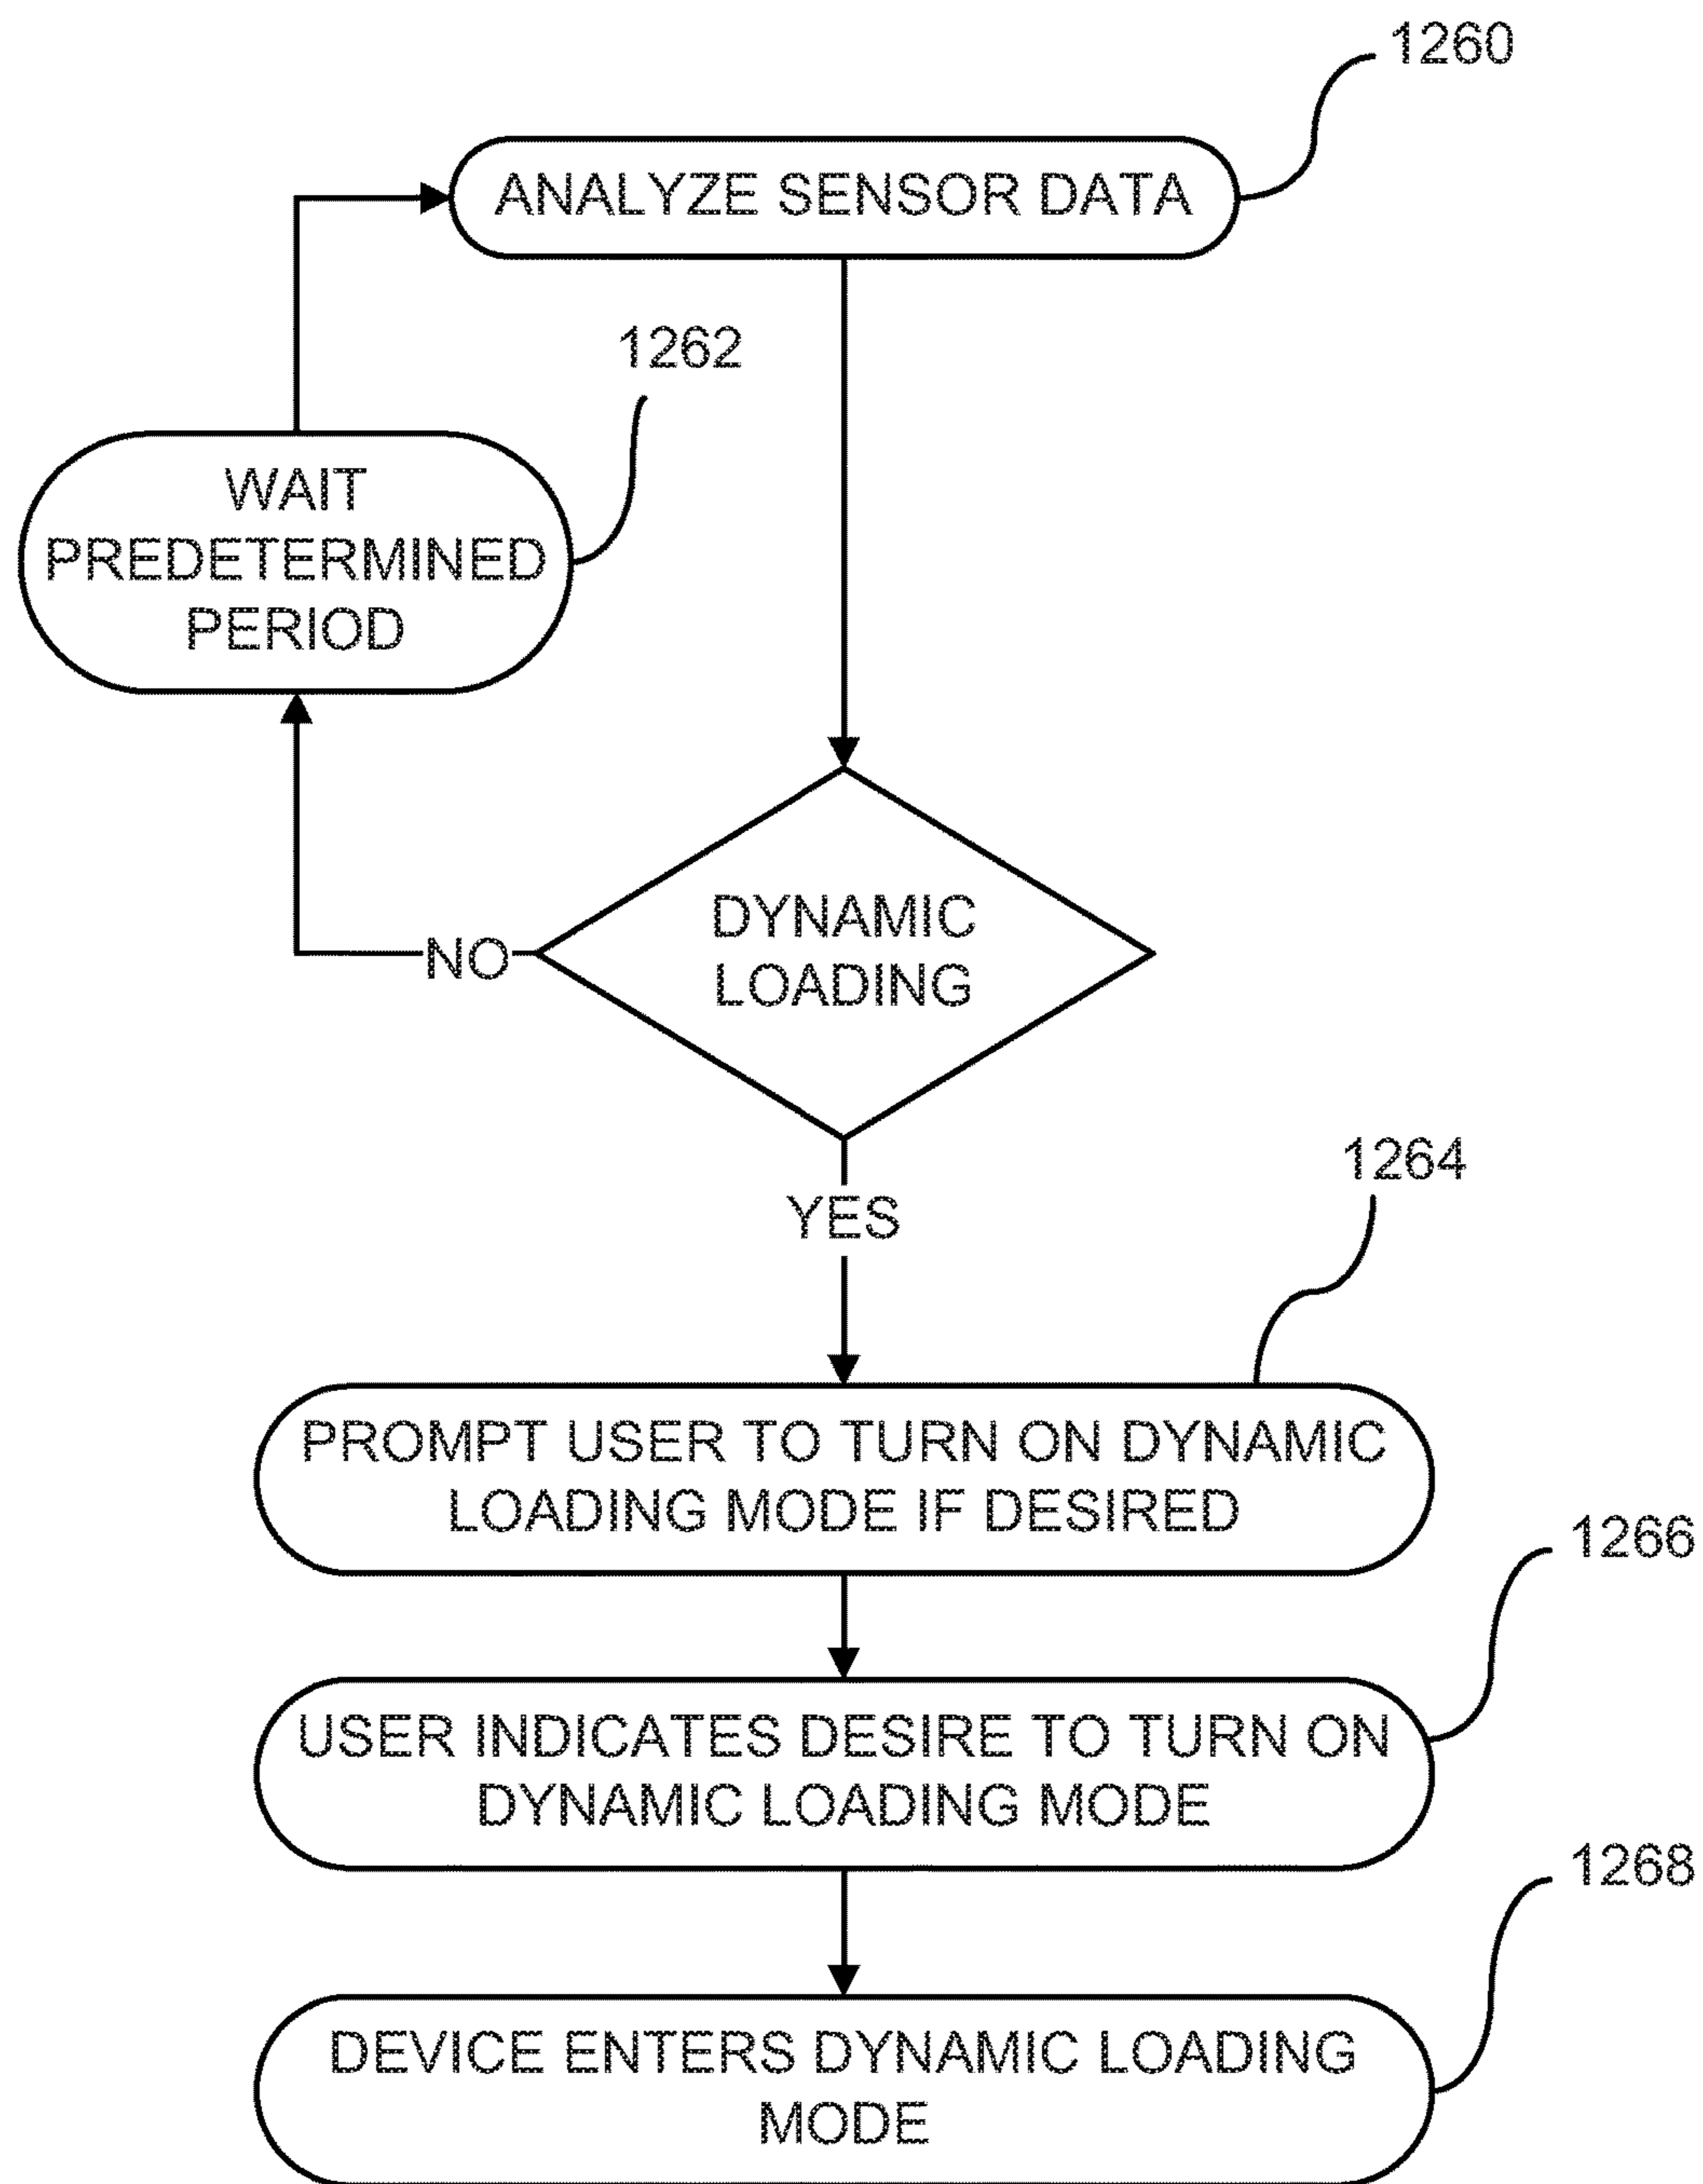 1260
ANALYZE SENSOR DATA
1262
WAIT
PREDETERMINED
PERIOD
DYNAMIC
LOADING
NO
YES
1264
PROMPT USER TO TURN ON DYNAMIC
LOADING MODE IF DESIRED
1266
USER INDICATES DESIRE TO TURN ON
DYNAMIC LOADING MODE
1268
DEVICE ENTERS DYNAMIC LOADING
MODE